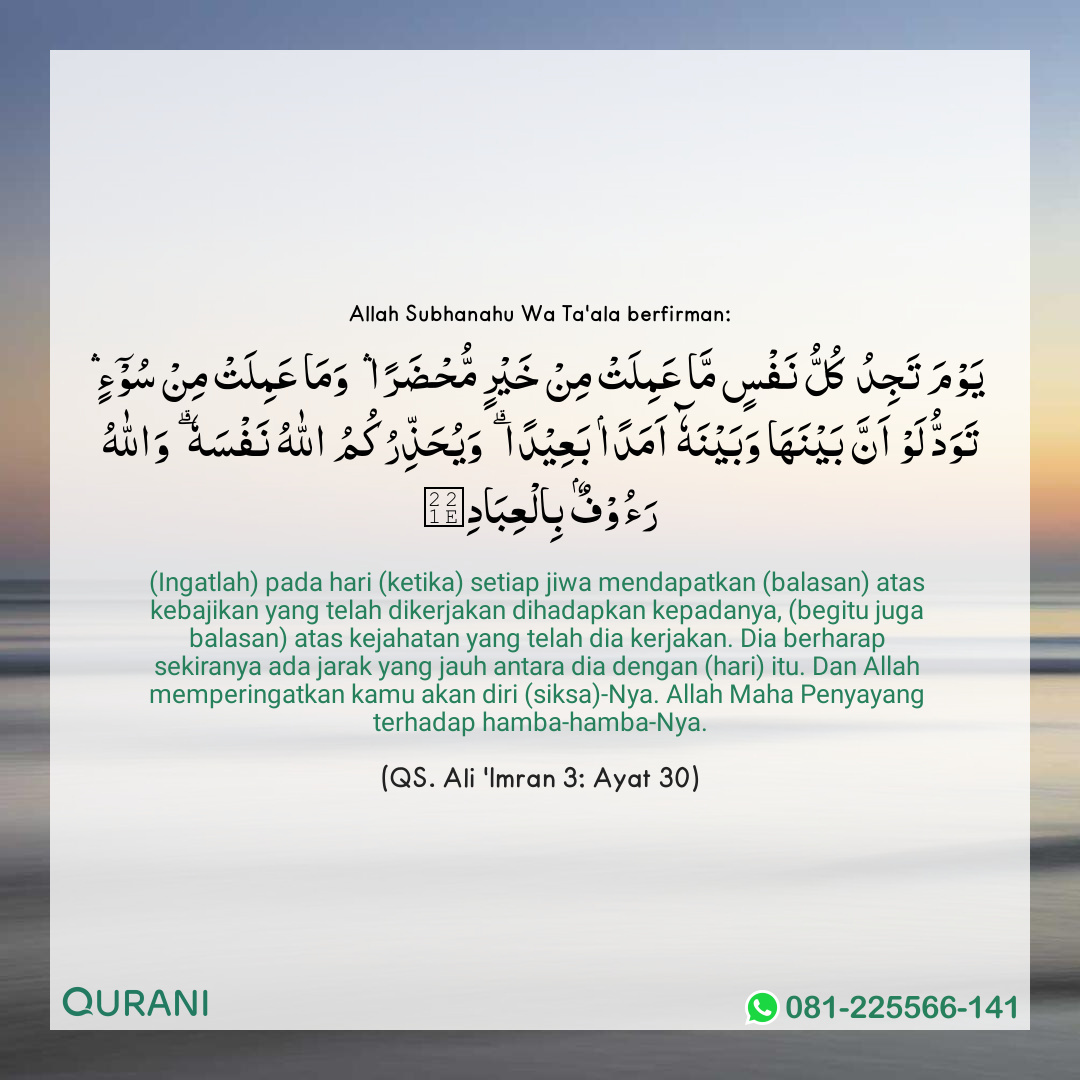 Allah Subhanahu Wa Ta'ala berfirman:
يَوْمَ تَجِدُ كُلُّ نَفْسٍ مَّا عَمِلَتْ مِنْ خَيْرٍ مُّحْضَرًا ۛ وَمَا عَمِلَتْ مِنْ سُوْٓءٍ ۛ
تَوَدُّ لَوْ اَنَّ بَيْنَهَا وَبَيْنَهٗۤ اَمَدًاۢ بَعِيْدًا ۗ وَيُحَذِّرُكُمُ اللّٰهُ نَفْسَهٗ ۗ وَاللّٰهُ
رَءُوْفٌۢ بِالْعِبَادِ
(Ingatlah) pada hari (ketika) setiap jiwa mendapatkan (balasan) atas
kebajikan yang telah dikerjakan dihadapkan kepadanya, (begitu juga
balasan) atas kejahatan yang telah dia kerjakan. Dia berharap
sekiranya ada jarak yang jauh antara dia dengan (hari) itu. Dan Allah
memperingatkan kamu akan diri (siksa)-Nya. Allah Maha Penyayang
terhadap hamba-hamba-Nya.
(QS. Ali 'Imran 3: Ayat 30)
QURANI
081-225566-141